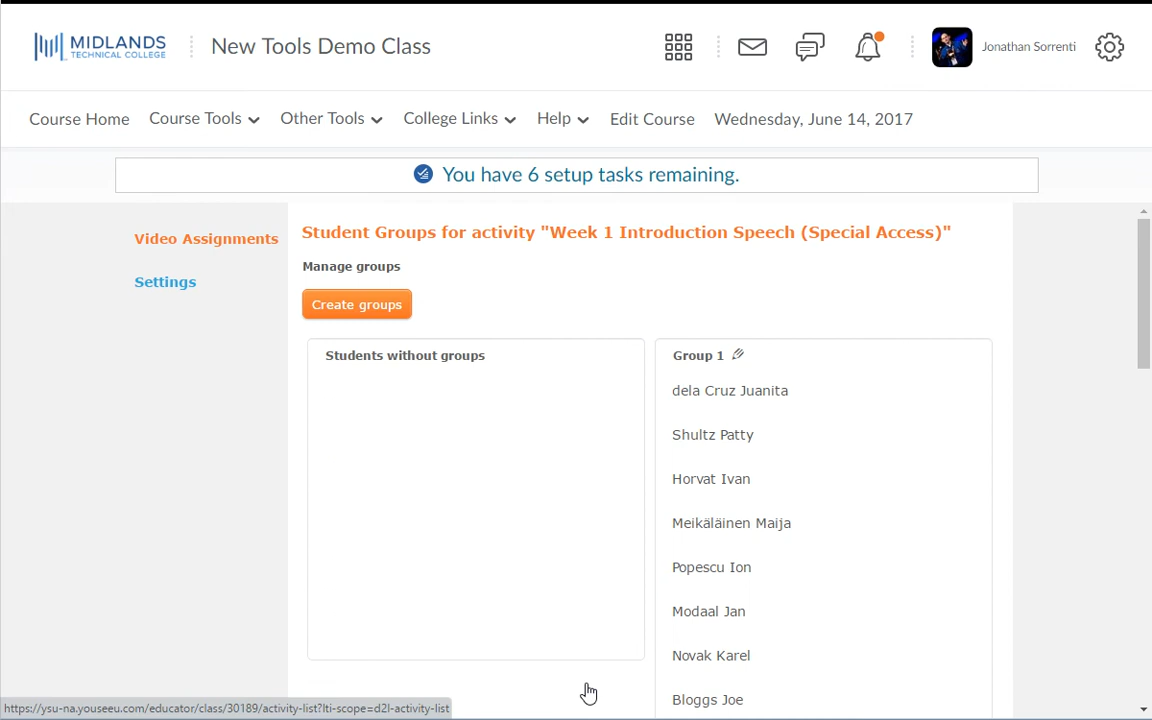 MIDLANDS
TECHNICAL COLLEGE
New Tools Demo Class
Jonathan Sorrenti
Course Home Course Tools Other Tools College Links Help Edit Course Wednesday, June 14, 2017
You have 6 setup tasks remaining.
Video Assignments
Settings
Student Groups for activity "Week 1 Introduction Speech (Special Access)"
Manage groups
Create groups
Students without groups
Group 1
dela Cruz Juanita
Shultz Patty
Horvat Ivan
Meikäläinen Maija
Popescu Ion
Modaal Jan
Novak Karel
Bloggs Joe
https://ysu-na.youseeu.com/educator/class/30189/activity-list?lti-scope=d2l-activity-list